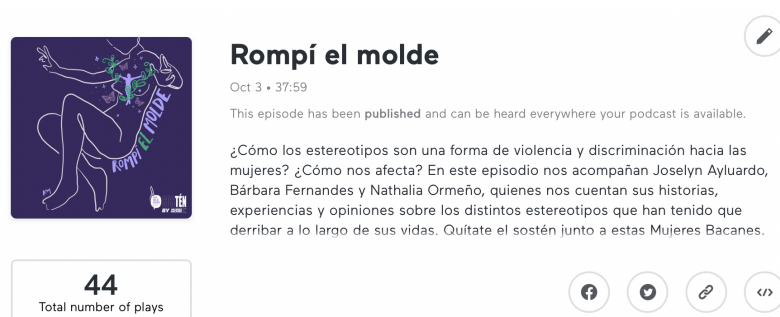 Rompí el molde
Oct 3 • 37:59
This episode has been published and can be heard everywhere your podcast is available.
¿Cómo los estereotipos son una forma de violencia y discriminación hacia las
mujeres? ¿Cómo nos afecta? En este episodio nos acompañan Joselyn Ayluardo,
Bárbara Fernandes y Nathalia Ormeño, quienes nos cuentan sus historias,
experiencias y opiniones sobre los distintos estereotipos que han tenido que
derribar a lo largo de sus vidas. Quítate el sostén junto a estas Mujeres Bacanes.
ROMPÍ EL MOLDE
TÉN
44
Total number of plays